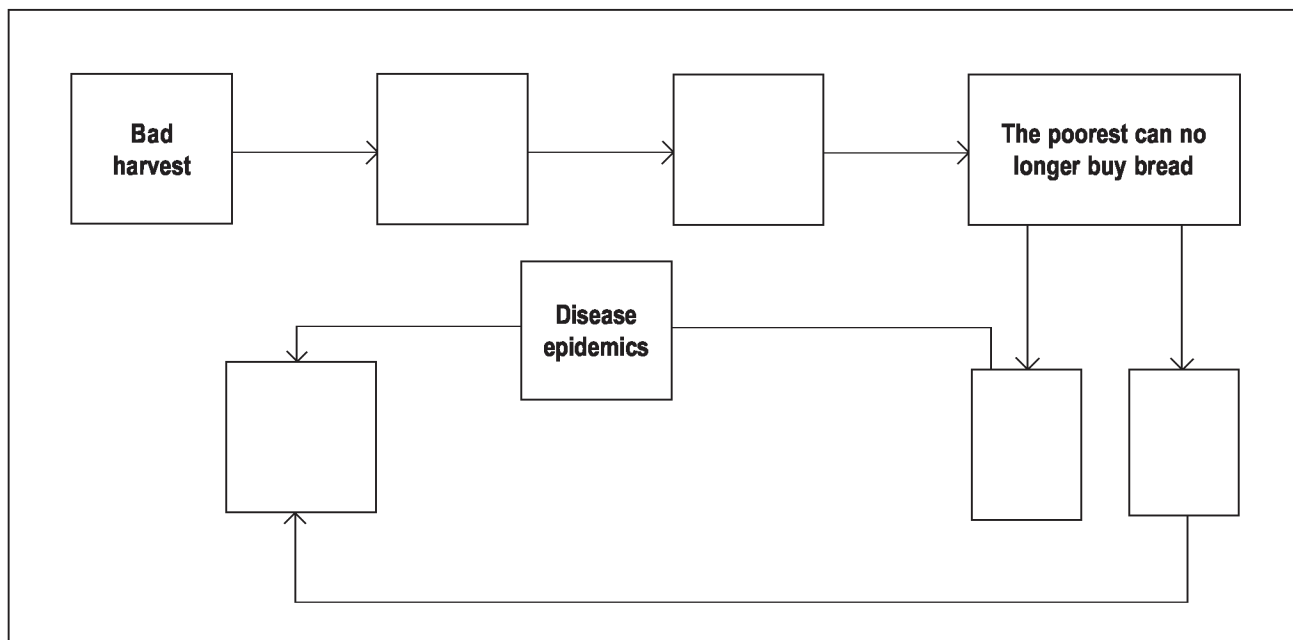 Bad
harvest
The poorest can no
longer buy bread
Disease
epidemics